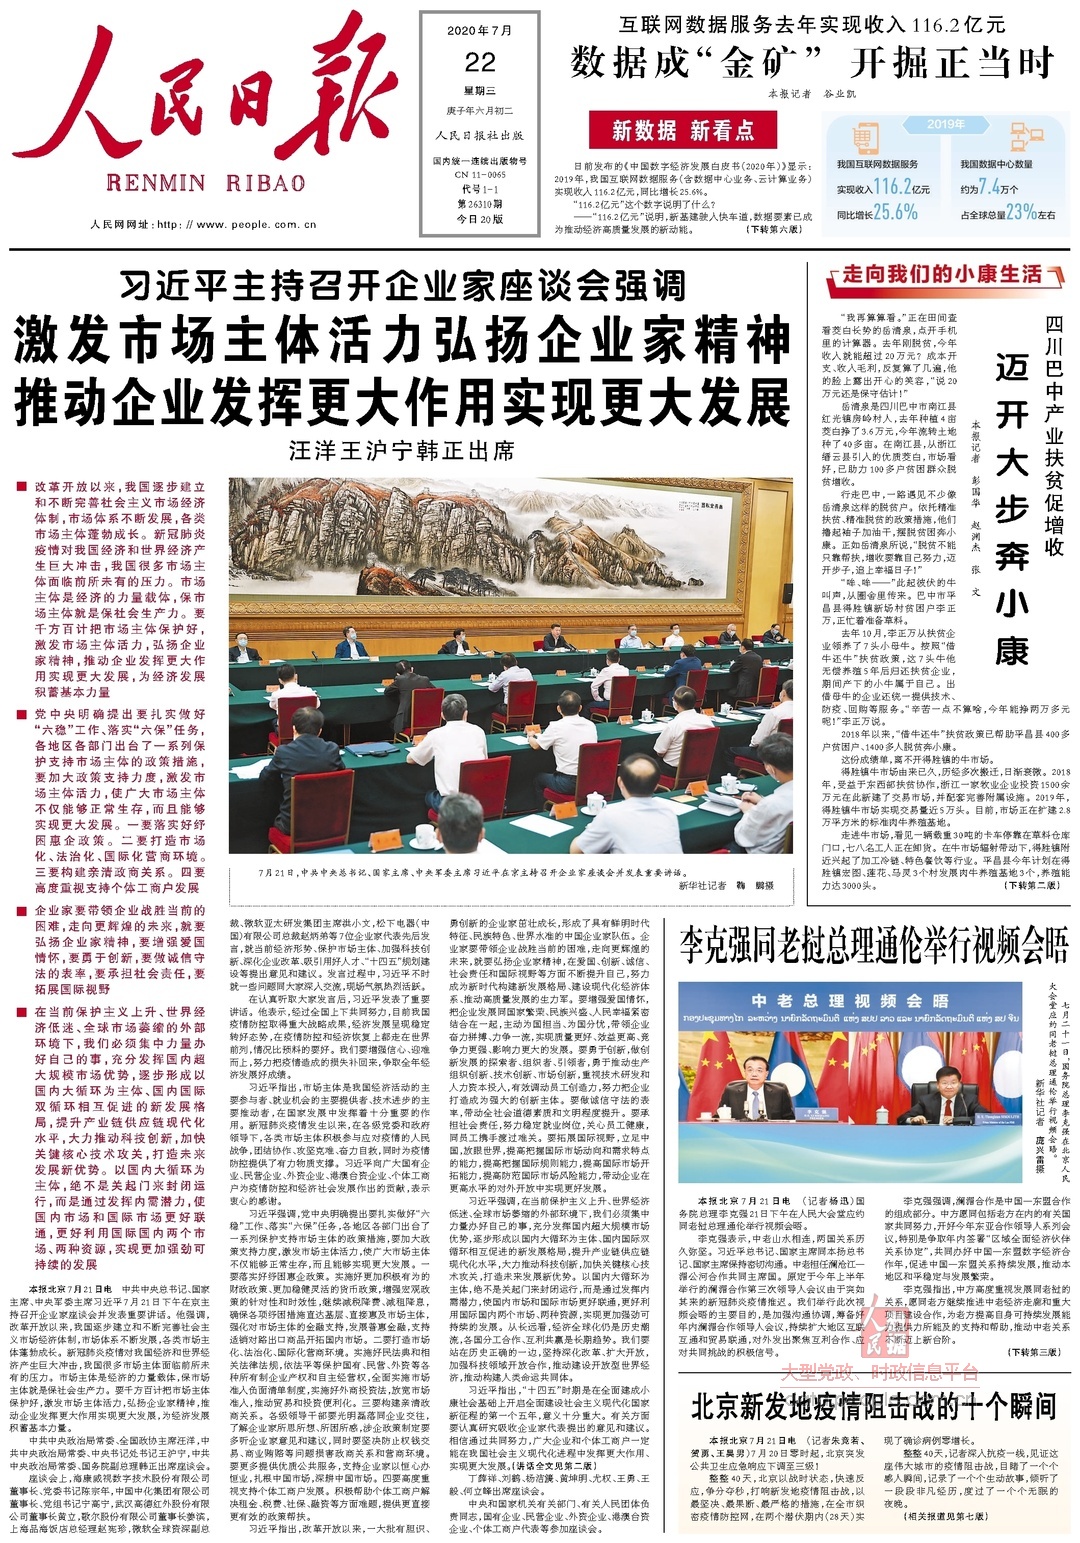 人民日报
RENMIN RIBAO
人民网网址:http://www.people.com.cn
2020年7月
22
星期三
庚子年六月初二
人民日报社出版
国内统一连续出版物号
CN 11-0065
代号1-1
第26310期
今日20版
互联网数据服务去年实现收入116.2亿元
数据成“金矿” 开掘正当时
本报记者 谷业凯
新数据 新看点
日前发布的《中国数字经济发展白皮书(2020年)》显示:
2019年,我国互联网数据服务(含数据中心业务、云计算业务)
实现收入116.2亿元,同比增长25.6%。
“116.2亿元”这个数字说明了什么?
——“116.2亿元”说明,新基建驶入快车道,数据要素已成
为推动经济高质量发展的新动能。 (下转第六版)
2019年
我国互联网数据服务
实现收入116.2亿元
同比增长25.6%
我国数据中心数量
约为7.4万个
占全球总量23%左右
习近平主持召开企业家座谈会强调
激发市场主体活力弘扬企业家精神
推动企业发挥更大作用实现更大发展
汪洋王沪宁韩正出席
■ 改革开放以来,我国逐步建立
和不断完善社会主义市场经济
体制,市场体系不断发展,各类
市场主体蓬勃成长。新冠肺炎
疫情对我国经济和世界经济产
生巨大冲击,我国很多市场主
体面临前所未有的压力。市场
主体是经济的力量载体,保市
场主体就是保社会生产力。要
千方百计把市场主体保护好,
激发市场主体活力,弘扬企业
家精神,推动企业发挥更大作
用实现更大发展,为经济发展
积蓄基本力量
■ 党中央明确提出要扎实做好
“六稳”工作、落实“六保”任务,
各地区各部门出台了一系列保
护支持市场主体的政策措施,
要加大政策支持力度,激发市
场主体活力,使广大市场主体
不仅能够正常生存,而且能够
实现更大发展。一要落实好纾
困惠企政策。二要打造市场
化、法治化、国际化营商环境。
三要构建亲清政商关系。四要
高度重视支持个体工商户发展
■ 企业家要带领企业战胜当前的
困难,走向更辉煌的未来,就要
弘扬企业家精神,要增强爱国
情怀,要勇于创新,要做诚信守
法的表率,要承担社会责任,要
拓展国际视野
■ 在当前保护主义上升、世界经
济低迷、全球市场萎缩的外部
环境下,我们必须集中力量办
好自己的事,充分发挥国内超
大规模市场优势,逐步形成以
国内大循环为主体、国内国际
双循环相互促进的新发展格
局,提升产业链供应链现代化
水平,大力推动科技创新,加快
关键核心技术攻关,打造未来
发展新优势。以国内大循环为
主体,绝不是关起门来封闭运
行,而是通过发挥内需潜力,使
国内市场和国际市场更好联
通,更好利用国际国内两个市
场、两种资源,实现更加强劲可
持续的发展
7月21日,中共中央总书记、国家主席、中央军委主席习近平在京主持召开企业家座谈会并发表重要讲话。
新华社记者 鞠 鹏摄
本报北京7月21日电 中共中央总书记、国家
主席、中央军委主席习近平7月21日下午在京主
持召开企业家座谈会并发表重要讲话。他强调,
改革开放以来,我国逐步建立和不断完善社会主
义市场经济体制,市场体系不断发展,各类市场主
体蓬勃成长。新冠肺炎疫情对我国经济和世界经
济产生巨大冲击,我国很多市场主体面临前所未
有的压力。市场主体是经济的力量载体,保市场
主体就是保社会生产力。要千方百计把市场主体
保护好,激发市场主体活力,弘扬企业家精神,推
动企业发挥更大作用实现更大发展,为经济发展
积蓄基本力量。
中共中央政治局常委、全国政协主席汪洋,中
共中央政治局常委、中央书记处书记王沪宁,中共
中央政治局常委、国务院副总理韩正出席座谈会。
座谈会上,海康威视数字技术股份有限公司
董事长、党委书记陈宗年,中国中化集团有限公司
董事长、党组书记宁高宁,武汉高德红外股份有限
公司董事长黄立,歌尔股份有限公司董事长姜滨,
上海品海饭店总经理赵宪珍,微软全球资深副总
裁、微软亚太研发集团主席洪小文,松下电器(中
国)有限公司总裁赵炳弟等7位企业家代表先后发
言,就当前经济形势、保护市场主体、加强科技创
新、深化企业改革、吸引用好人才、“十四五”规划建
设等提出意见和建议。发言过程中,习近平不时
就一些问题同大家深入交流,现场气氛热烈活跃。
在认真听取大家发言后,习近平发表了重要
讲话。他表示,经过全国上下共同努力,目前我国
疫情防控取得重大战略成果,经济发展呈现稳定
转好态势,在疫情防控和经济恢复上都走在世界
前列,情况比预料的要好。我们要增强信心、迎难
而上,努力把疫情造成的损失补回来,争取全年经
济发展好成绩。
习近平指出,市场主体是我国经济活动的主
要参与者、就业机会的主要提供者、技术进步的主
要推动者,在国家发展中发挥着十分重要的作
用。新冠肺炎疫情发生以来,在各级党委和政府
领导下,各类市场主体积极参与应对疫情的人民
战争,团结协作、攻坚克难、奋力自救,同时为疫情
防控提供了有力物质支撑。习近平向广大国有企
业、民营企业、外资企业、港澳台资企业、个体工商
户为疫情防控和经济社会发展作出的贡献,表示
衷心的感谢。
习近平强调,党中央明确提出要扎实做好“六
稳”工作、落实“六保”任务,各地区各部门出台了
一系列保护支持市场主体的政策措施,要加大政
策支持力度,激发市场主体活力,使广大市场主体
不仅能够正常生存,而且能够实现更大发展。一
要落实好纾困惠企政策。实施好更加积极有为的
财政政策、更加稳健灵活的货币政策,增强宏观政
策的针对性和时效性,继续减税降费、减租降息,
确保各项纾困措施直达基层、直接惠及市场主体,
强化对市场主体的金融支持,发展普惠金融,支持
适销对路出口商品开拓国内市场。二要打造市场
化、法治化、国际化营商环境。实施好民法典和相
关法律法规,依法平等保护国有、民营、外资等各
种所有制企业产权和自主经营权,全面实施市场
准入负面清单制度,实施好外商投资法,放宽市场
准入,推动贸易和投资便利化。三要构建亲清政
商关系。各级领导干部要光明磊落同企业交往,
了解企业家所思所想、所困所惑,涉企政策制定要
多听企业家意见和建议,同时要坚决防止权钱交
易、商业贿赂等问题损害政商关系和营商环境。
要更多提供优质公共服务,支持企业家以恒心办
恒业,扎根中国市场,深耕中国市场。四要高度重
视支持个体工商户发展。积极帮助个体工商户解
决租金、税费、社保、融资等方面难题,提供更直接
更有效的政策帮扶。
习近平指出,改革开放以来,一大批有胆识、
勇创新的企业家茁壮成长,形成了具有鲜明时代
特征、民族特色、世界水准的中国企业家队伍。企
业家要带领企业战胜当前的困难,走向更辉煌的
未来,就要弘扬企业家精神,在爱国、创新、诚信、
社会责任和国际视野等方面不断提升自己,努力
成为新时代构建新发展格局、建设现代化经济体
系、推动高质量发展的生力军。要增强爱国情怀,
把企业发展同国家繁荣、民族兴盛、人民幸福紧密
结合在一起,主动为国担当、为国分忧,带领企业
奋力拼搏、力争一流,实现质量更好、效益更高、竞
争力更强、影响力更大的发展。要勇于创新,做创
新发展的探索者、组织者、引领者,勇于推动生产
组织创新、技术创新、市场创新,重视技术研发和
人力资本投入,有效调动员工创造力,努力把企业
打造成为强大的创新主体。要做诚信守法的表
率,带动全社会道德素质和文明程度提升。要承
担社会责任,努力稳定就业岗位,关心员工健康,
同员工携手渡过难关。要拓展国际视野,立足中
国,放眼世界,提高把握国际市场动向和需求特点
的能力,提高把握国际规则能力,提高国际市场开
拓能力,提高防范国际市场风险能力,带动企业在
更高水平的对外开放中实现更好发展。
习近平强调,在当前保护主义上升、世界经济
低迷、全球市场萎缩的外部环境下,我们必须集中
力量办好自己的事,充分发挥国内超大规模市场
优势,逐步形成以国内大循环为主体、国内国际双
循环相互促进的新发展格局,提升产业链供应链
现代化水平,大力推动科技创新,加快关键核心技
术攻关,打造未来发展新优势。以国内大循环为
主体,绝不是关起门来封闭运行,而是通过发挥内
需潜力,使国内市场和国际市场更好联通,更好利
用国际国内两个市场、两种资源,实现更加强劲可
持续的发展。从长远看,经济全球化仍是历史潮
流,各国分工合作、互利共赢是长期趋势。我们要
站在历史正确的一边,坚持深化改革、扩大开放,
加强科技领域开放合作,推动建设开放型世界经
济,推动构建人类命运共同体。
习近平指出,“十四五”时期是在全面建成小
康社会基础上开启全面建设社会主义现代化国家
新征程的第一个五年,意义十分重大。有关方面
要认真研究吸收企业家代表提出的意见和建议。
相信通过共同努力,广大企业和个体工商户一定
能在我国社会主义现代化进程中发挥更大作用、
实现更大发展。(讲话全文见第二版)
丁薛祥、刘鹤、杨洁篪、黄坤明、尤权、王勇、王
毅、何立峰出席座谈会。
中央和国家机关有关部门、有关人民团体负
责同志,国有企业、民营企业、外资企业、港澳台资
企业、个体工商户代表等参加座谈会。
走向我们的小康生活
四川巴中产业扶贫促增收
迈开大步奔小康
本报记者 彭国华 赵渊杰 张 文
“我再算算看。”正在田间查
看茭白长势的岳清泉,点开手机
里的计算器。去年刚脱贫,今年
收入就能超过20万元?成本开
支、收入毛利,反复算了几遍,他
的脸上露出开心的笑容,“说20
万元还是保守估计!”
岳清泉是四川巴中市南江县
红光镇房岭村人,去年种植4亩
茭白挣了3.6万元,今年流转土地
种了40多亩。在南江县,从浙江
缙云县引入的优质茭白,市场看
好,已助力100多户贫困群众脱
贫增收。
行走巴中,一路遇见不少像
岳清泉这样的脱贫户。依托精准
扶贫、精准脱贫的政策措施,他们
撸起袖子加油干,摆脱贫困奔小
康。正如岳清泉所说,“脱贫不能
只靠帮扶,增收要靠自己努力,迈
开步子,追上幸福日子!”
“哞、哞——”此起彼伏的牛
叫声,从圈舍里传来。巴中市平
昌县得胜镇新场村贫困户李正
万,正忙着准备草料。
去年10月,李正万从扶贫企
业领养了7头小母牛。按照“借
牛还牛”扶贫政策,这7头牛他
无偿养殖5年后归还扶贫企业,
期间产下的小牛属于自己。出
借母牛的企业还统一提供技术、
防疫、回购等服务。“辛苦一点不算啥,今年能挣两万多元
呢!”李正万说。
2018年以来,“借牛还牛”扶贫政策已帮助平昌县400多
户贫困户、1400多人脱贫奔小康。
这份成绩单,离不开得胜镇的牛市场。
得胜镇牛市场由来已久,历经多次搬迁,日渐衰微。2018
年,受益于东西部扶贫协作,浙江一家牧业企业投资1500余
万元在此新建了交易市场,并配套完善附属设施。2019年,
得胜镇牛市场实现交易量近5万头。目前,市场正在扩建2.8
万平方米的标准肉牛养殖基地。
走进牛市场,看见一辆载重30吨的卡车停靠在草料仓库
门口,七八名工人正在卸货。在牛市场辐射带动下,得胜镇附
近兴起了加工冷链、特色餐饮等行业。平昌县今年计划在得
胜镇宏图、莲花、马灵3个村发展肉牛养殖基地3个,养殖能
力达3000头。 (下转第二版)
李克强同老挝总理通伦举行视频会晤
中老总理视频会晤
七月二十一日,国务院总理李克强在北京人民
大会堂应约同老挝总理通伦举行视频会晤。
新华社记者 庞兴雷摄
本报北京7月21日电 (记者杨迅)国
务院总理李克强21日下午在人民大会堂应约
同老挝总理通伦举行视频会晤。
李克强表示,中老山水相连,两国关系历
久弥坚。习近平总书记、国家主席同本扬总书
记、国家主席保持密切沟通。中老担任澜沧江—
湄公河合作共同主席国。原定于今年上半年
举行的澜湄合作第三次领导人会议由于突如
其来的新冠肺炎疫情推迟。我们举行此次视
频会晤的主要目的,是加强沟通协调,筹备好
年内澜湄合作领导人会议,持续扩大地区互联
互通和贸易联通,对外发出聚焦互利合作、应
对共同挑战的积极信号。
李克强强调,澜湄合作是中国—东盟合作
的组成部分。中方愿同包括老方在内的有关国
家共同努力,开好今年东亚合作领导人系列会
议,特别是争取年内签署“区域全面经济伙伴
关系协定”,共同办好中国—东盟数字经济合
作年,促进中国—东盟关系持续发展,推动本
地区和平稳定与发展繁荣。
李克强指出,中方高度重视发展同老挝的
关系,愿同老方继续推进中老经济走廊和重大
项目建设合作,为老方提高自身可持续发展能
力提供力所能及的支持和帮助,推动中老关系
不断迈上新台阶。
(下转第三版)
人民数据
大型党政、时政信息平台
北京新发地疫情阻击战的十个瞬间
本报北京7月21日电 (记者朱竞若、
贺勇、王昊男)7月20日零时起,北京突发
公共卫生应急响应下调至三级!
整整40天,北京以战时状态,快速反
应,争分夺秒,打响新发地疫情阻击战,以
最坚决、最果断、最严格的措施,在全市织
密疫情防控网,在两个潜伏期内(28天)实
现了确诊病例零增长。
整整40天,记者深入抗疫一线,见证这
座伟大城市的疫情阻击战,目睹了一个个
感人瞬间,记录了一个个生动故事,倾听了
一段段非凡经历,度过了一个个无眠的
夜晚。
(相关报道见第七版)